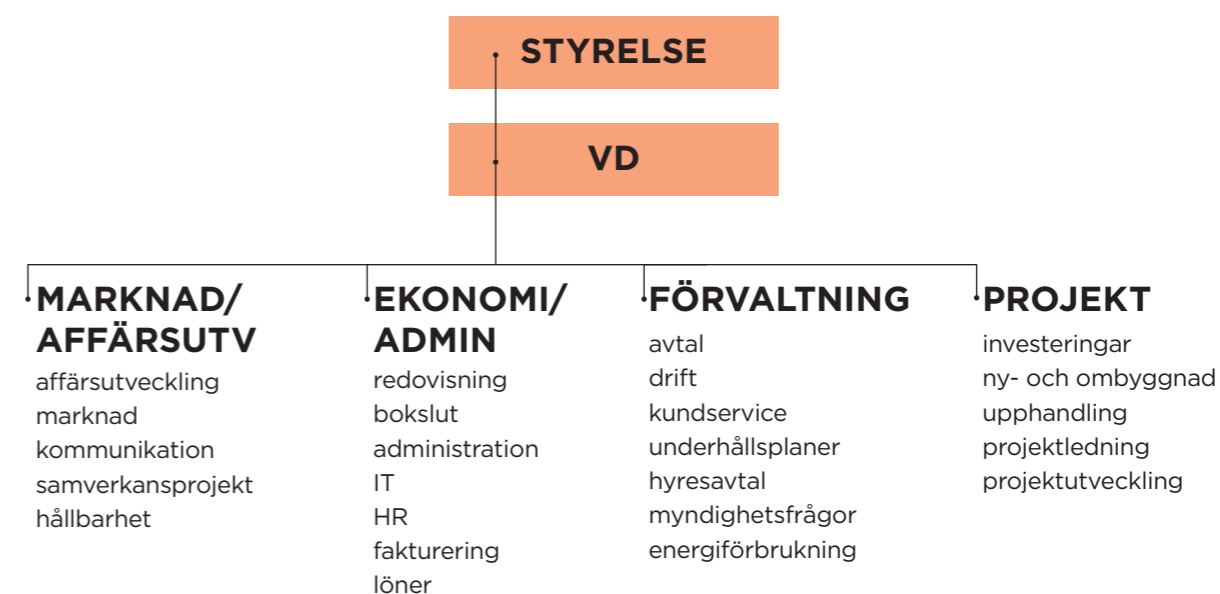 STYRELSE
VD
MARKNAD/
AFFÄRSUTV
affärsutveckling
marknad
kommunikation
samverkansprojekt
hållbarhet
EKONOMI/
ADMIN
redovisning
bokslut
administration
IT
HR
fakturering
löner
FÖRVALTNING
avtal
drift
kundservice
underhållsplaner
hyresavtal
myndighetsfrågor
energiförbrukning
PROJEKT
investeringar
ny- och ombyggnad
upphandling
projektledning
projektutveckling